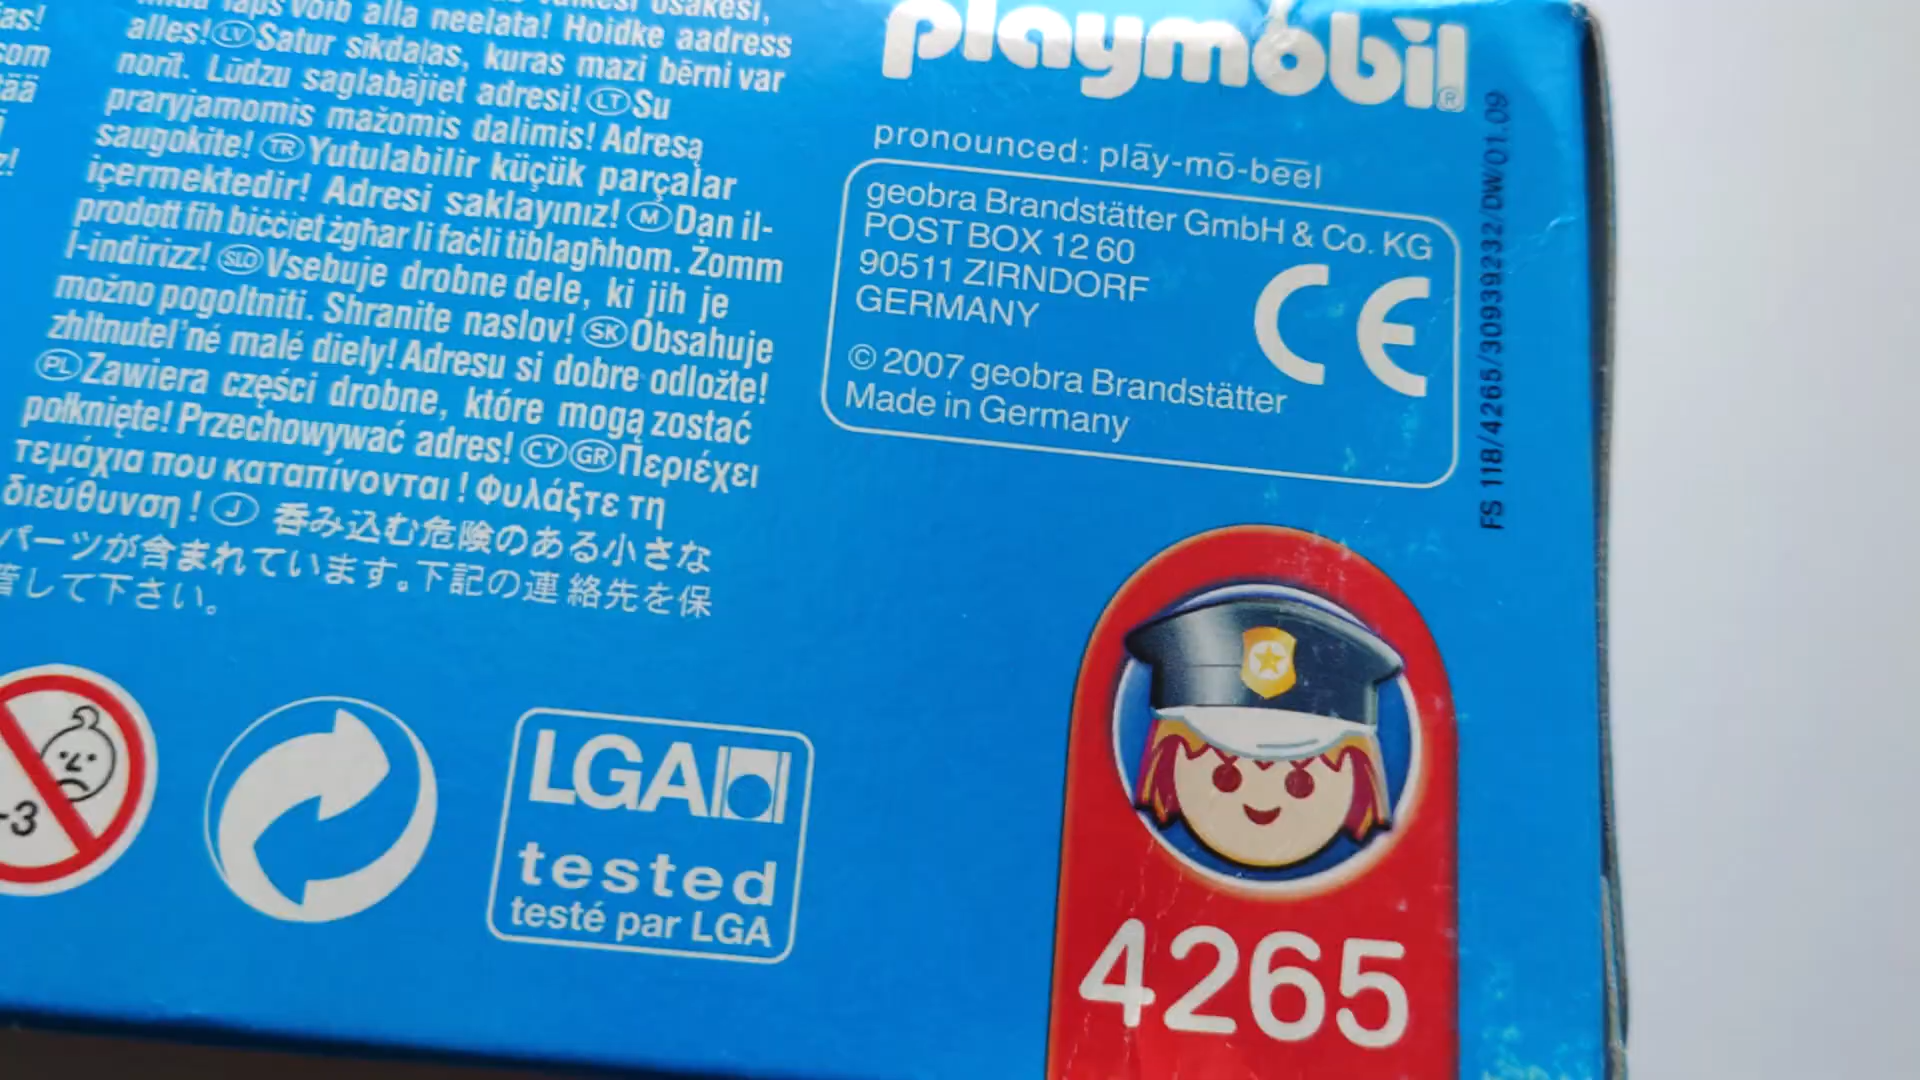 alla neelata! Hoidke aadress
alles! LV Satur sīkdaļas, kuras mazi bērni var
norīt. Lūdzu saglabājiet adresi! LT Su
praryjamomis mažomis dalimis! Adresą
saugokite! TR Yutulabilir küçük parçalar
içermektedir! Adresi saklayınız! M Dan il-
prodott fih biċċiet żgħar li faċli tiblagħhom. Żomm
l-indirizz! SLO Vsebuje drobne dele, ki jih je
možno pogoltniti. Shranite naslov! SK Obsahuje
zhltnuteľné malé diely! Adresu si dobre odložte!
PL Zawiera części drobne, które mogą zostać
połknięte! Przechowywać adres! CY GR Περιέχει
τεμάχια που καταπίνονται! Φυλάξτε τη
διεύθυνση! J 呑み込む危険のある小さな
パーツが含まれています。下記の連絡先を保
管して下さい。
-3
LGA
tested
testé par LGA
playmobil®
pronounced: plāy-mō-bēēl
geobra Brandstätter GmbH & Co. KG
POST BOX 12 60
90511 ZIRNDORF
GERMANY
CE
© 2007 geobra Brandstätter
Made in Germany
FS 118/4265/30939232/DW/01.09
4265